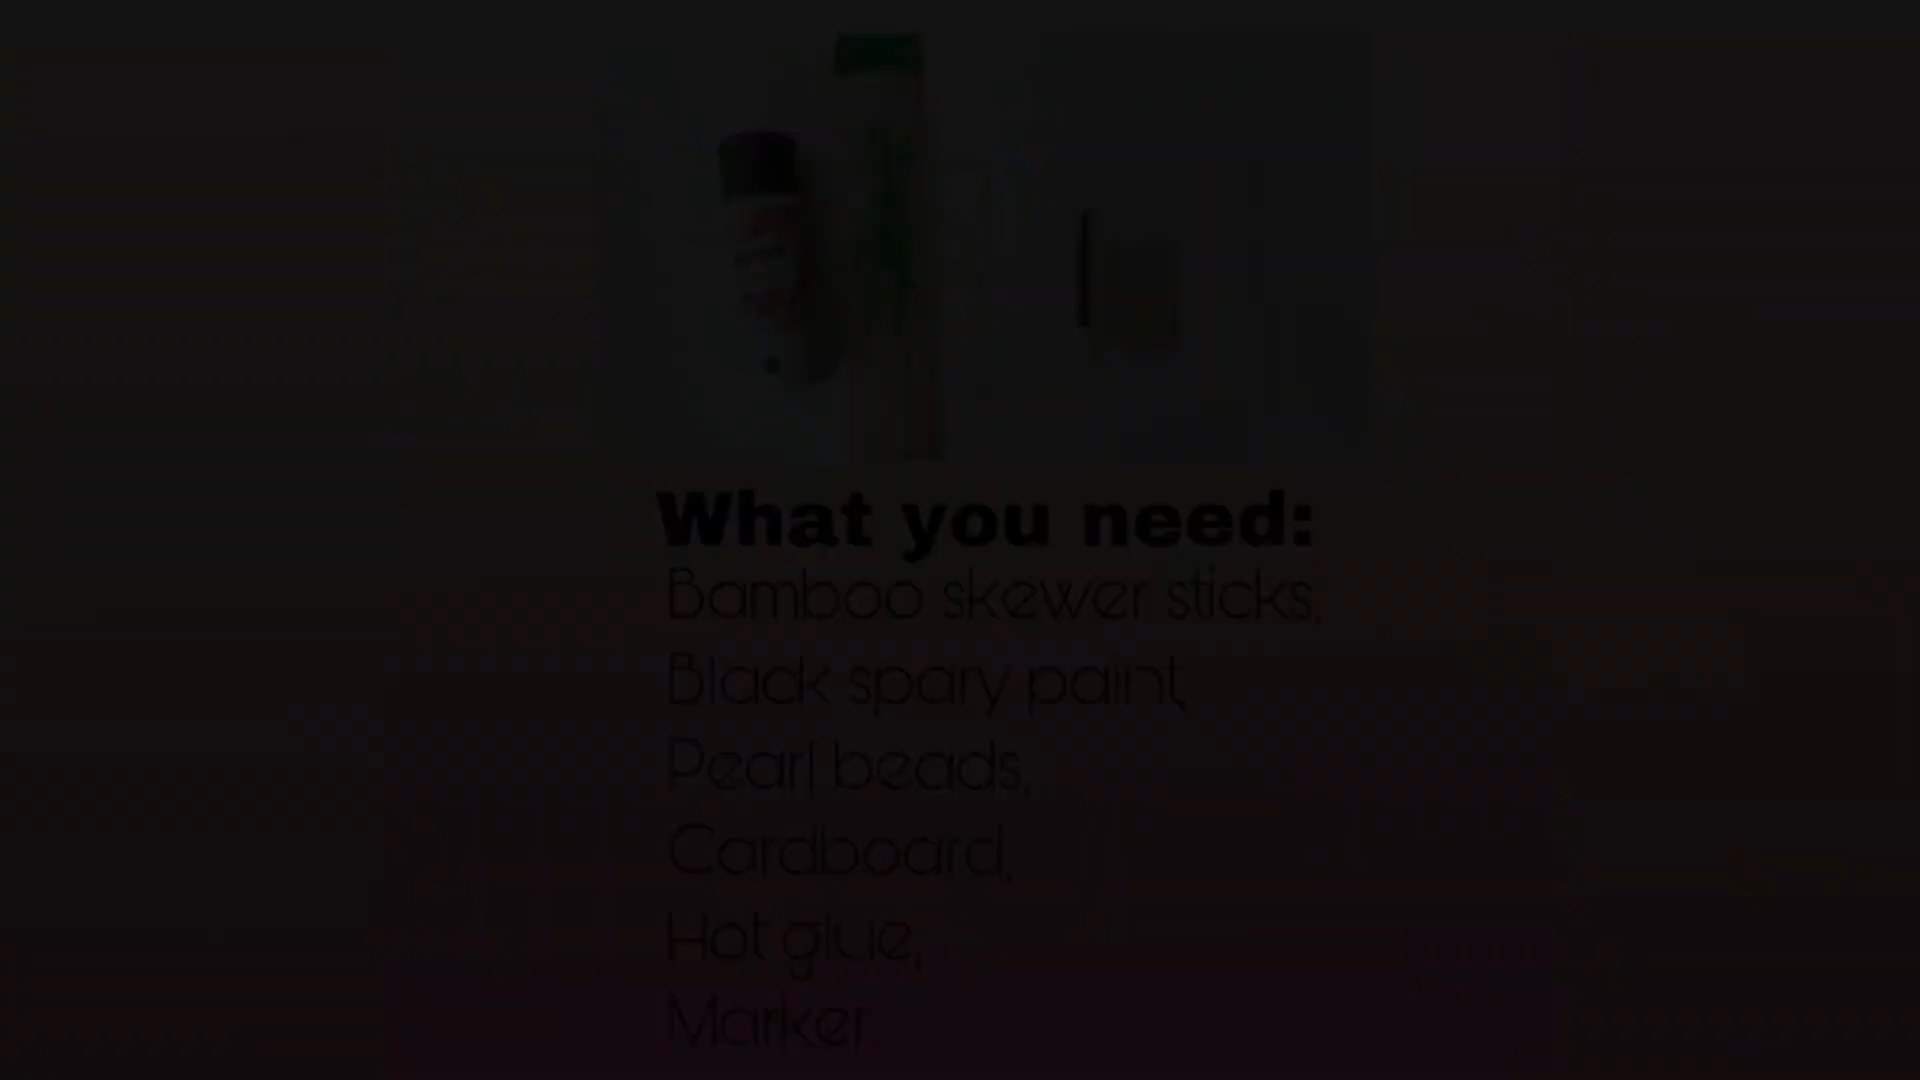 What you need:
Bamboo skewer sticks,
Black spary paint,
Pearl beads,
Cardboard,
Hot glue,
Marker